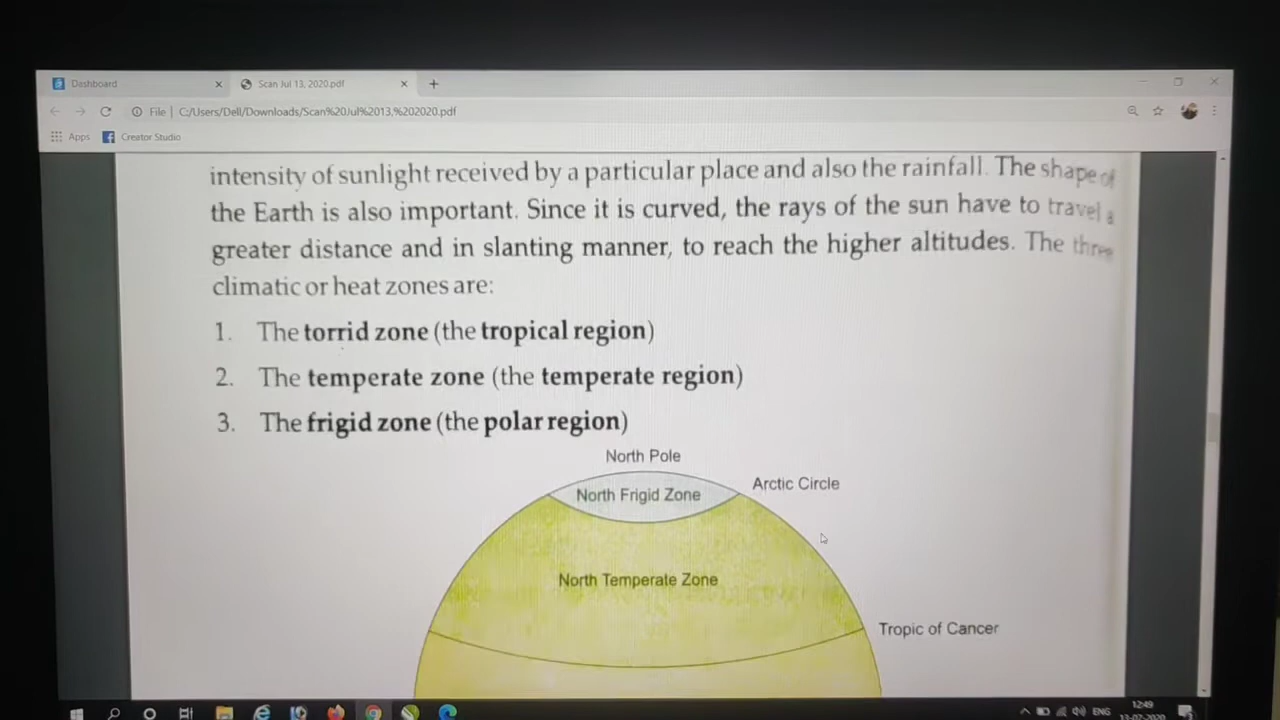 Dashboard
Scan Jul 13, 2020.pdf
File | C:/Users/Dell/Downloads/Scan%20Jul%2013,%202020.pdf
Apps Creator Studio
intensity of sunlight received by a particular place and also the rainfall. The shape of
the Earth is also important. Since it is curved, the rays of the sun have to travel a
greater distance and in slanting manner, to reach the higher altitudes. The three
climatic or heat zones are:
1. The torrid zone (the tropical region)
2. The temperate zone (the temperate region)
3. The frigid zone (the polar region)
North Pole
Arctic Circle
North Frigid Zone
North Temperate Zone
Tropic of Cancer
ENG
12:49
13-07-2020